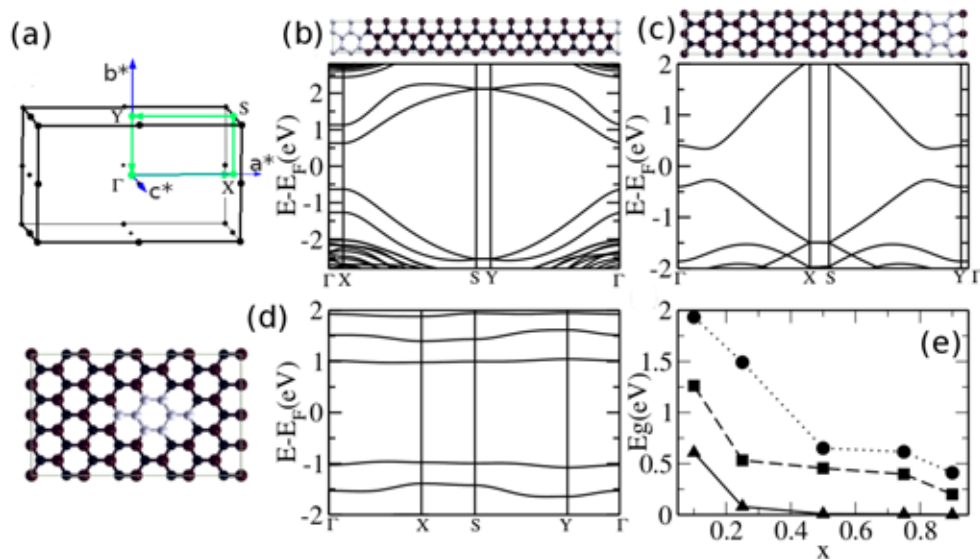 (a)
b*
Y
S
Γ
X
a*
c*
(b)
E-E_F(eV)
2
1
0
-1
-2
Γ X S Y Γ
(c)
E-E_F(eV)
2
1
0
-1
-2
Γ X S Y Γ
(d)
E-E_F(eV)
2
1
0
-1
-2
Γ X S Y Γ
(e)
Eg(eV)
2
1.5
1
0.5
0
0.2 0.4 0.6 0.8
x